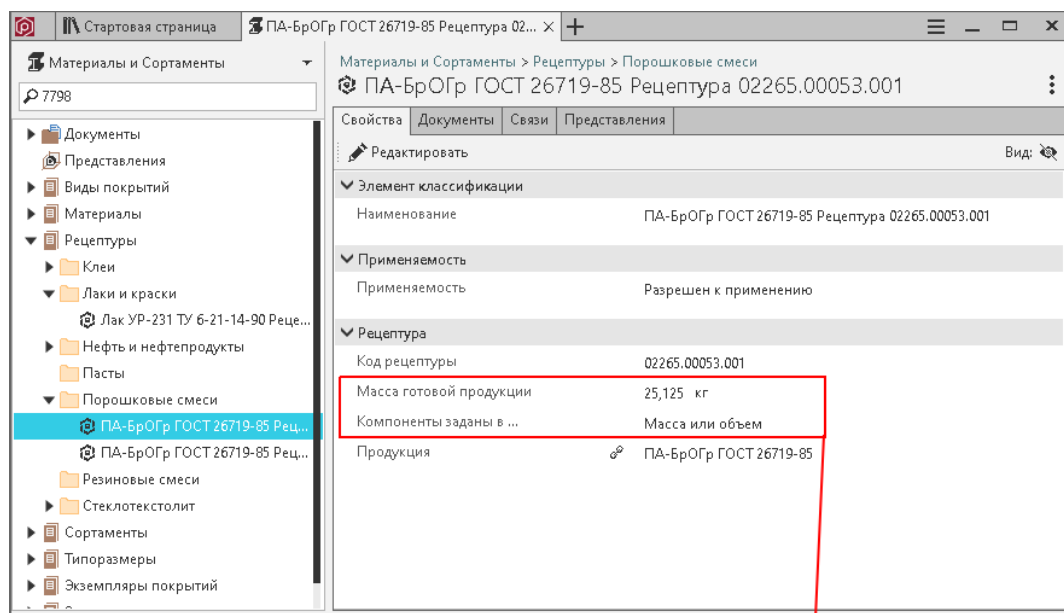 Стартовая страница
ПА-БрОГр ГОСТ 26719-85 Рецептура 02...
Материалы и Сортаменты
7798
Документы
Представления
Виды покрытий
Материалы
Рецептуры
Клеи
Лаки и краски
Лак УР-231 ТУ 6-21-14-90 Реце...
Нефть и нефтепродукты
Пасты
Порошковые смеси
ПА-БрОГр ГОСТ 26719-85 Рец...
ПА-БрОГр ГОСТ 26719-85 Рец...
Резиновые смеси
Стеклотекстолит
Сортаменты
Типоразмеры
Экземпляры покрытий
Материалы и Сортаменты > Рецептуры > Порошковые смеси
ПА-БрОГр ГОСТ 26719-85 Рецептура 02265.00053.001
Свойства Документы Связи Представления
Редактировать Вид:
Элемент классификации
Наименование ПА-БрОГр ГОСТ 26719-85 Рецептура 02265.00053.001
Применяемость
Применяемость Разрешен к применению
Рецептура
Код рецептуры 02265.00053.001
Масса готовой продукции 25,125 кг
Компоненты заданы в ... Масса или объем
Продукция ПА-БрОГр ГОСТ 26719-85